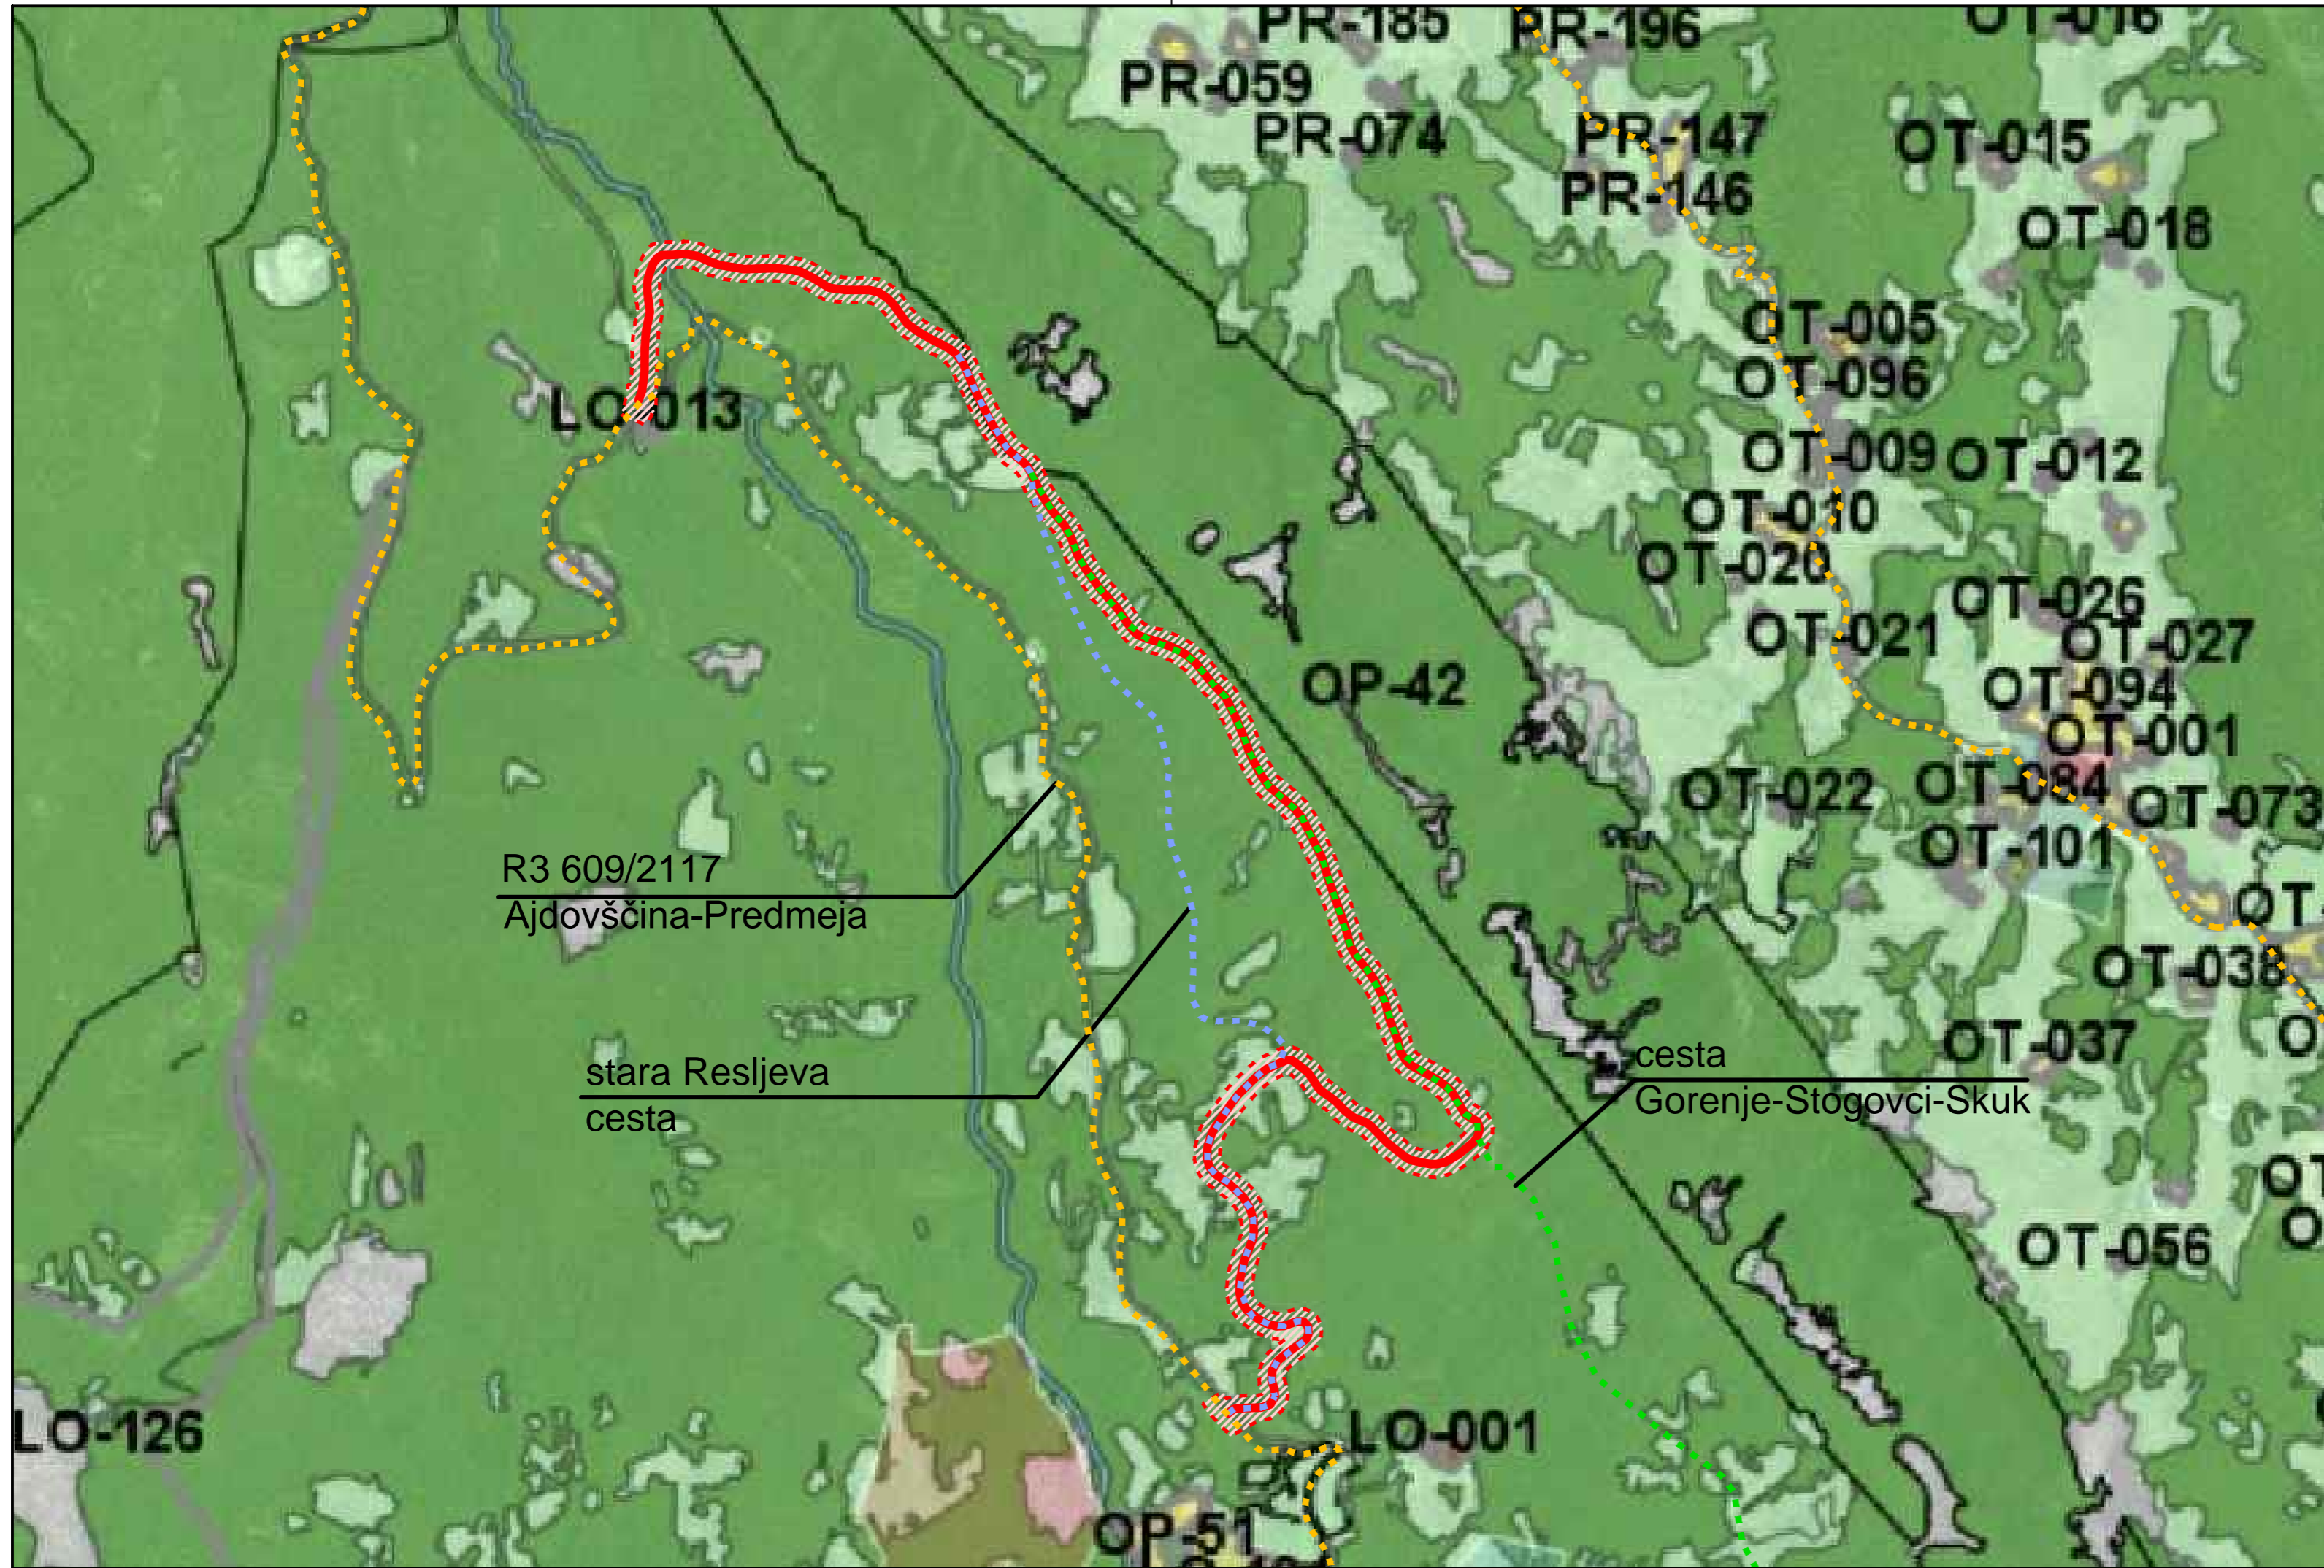 PR-185
PR-196
OT-016
PR-059
PR-074
PR-147
OT-015
PR-146
OT-018
OT-005
OT-096
LO-013
OT-009
OT-012
OT-010
OT-020
OT-026
OT-021
OT-027
OP-42
OT-094
OT-001
OT-022
OT-084
OT-073
OT-101
R3 609/2117
Ajdovščina-Predmeja
OT-038
OT-037
cesta
Gorenje-Stogovci-Skuk
stara Resljeva
cesta
OT-056
LO-126
LO-001
OP-51